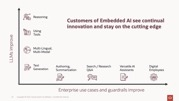 Customers of Embedded AI see continual
innovation and stay on the cutting edge
Reasoning
Using
Tools
Multi-Lingual
Multi-Modal
Text
Generation
Authoring
Summarization
Search / Research
Q&A
Versatile AI
Assistants
Digital
Employees
LLMs improve
Enterprise use cases and guardrails improve